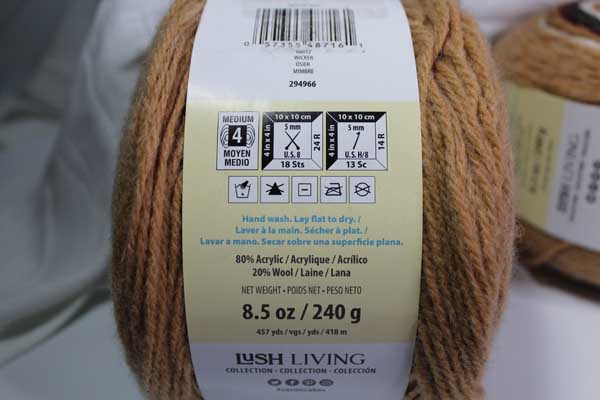 0 57355 48716 1
00012
WICKER
OSIER
MIMBRE
294966
MEDIUM
4
MOYEN
MEDIO
10 x 10 cm
4 in x 4 in
5 mm
U.S. 8
24 R
18 Sts
10 x 10 cm
4 in x 4 in
5 mm
U.S. H/8
14 R
13 Sc
Hand wash. Lay flat to dry. /
Laver à la main. Sécher à plat. /
Lavar a mano. Secar sobre una superficie plana.
80% Acrylic / Acrylique / Acrílico
20% Wool / Laine / Lana
NET WEIGHT • POIDS NET • PESO NETO
8.5 oz / 240 g
457 yds / vgs / yds / 418 m
LUSH LIVING
COLLECTION • COLLECTION • COLECCIÓN
#caroncakes
LUSH LIVING